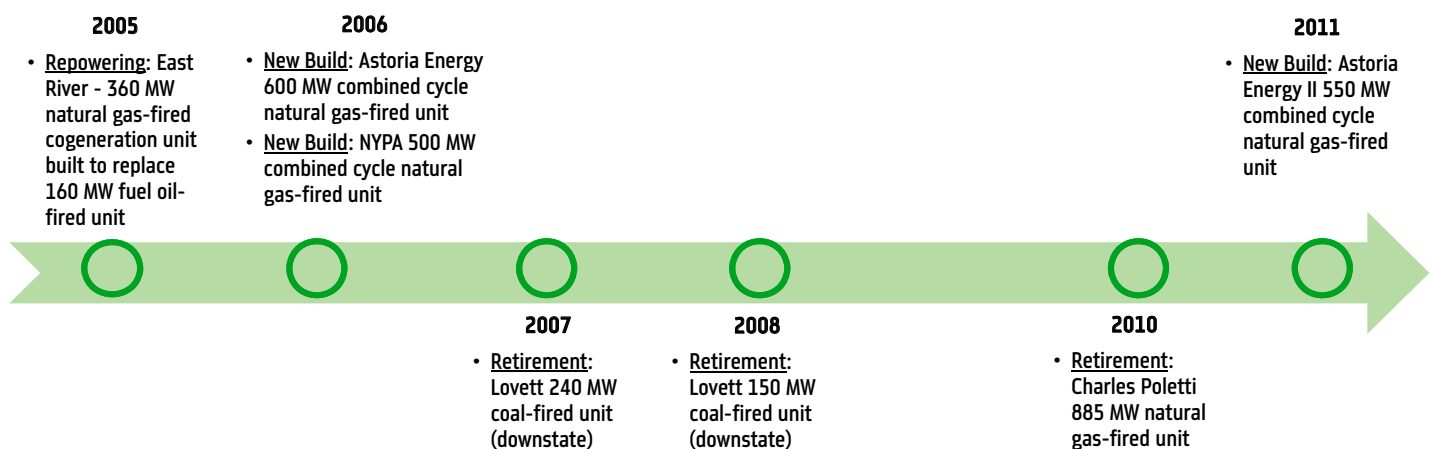 2005
• Repowering: East
River - 360 MW
natural gas-fired
cogeneration unit
built to replace
160 MW fuel oil-
fired unit
2006
• New Build: Astoria Energy
600 MW combined cycle
natural gas-fired unit
• New Build: NYPA 500 MW
combined cycle natural
gas-fired unit
2011
• New Build: Astoria
Energy II 550 MW
combined cycle
natural gas-fired
unit
2007
• Retirement:
Lovett 240 MW
coal-fired unit
(downstate)
2008
• Retirement:
Lovett 150 MW
coal-fired unit
(downstate)
2010
• Retirement:
Charles Poletti
885 MW natural
gas-fired unit